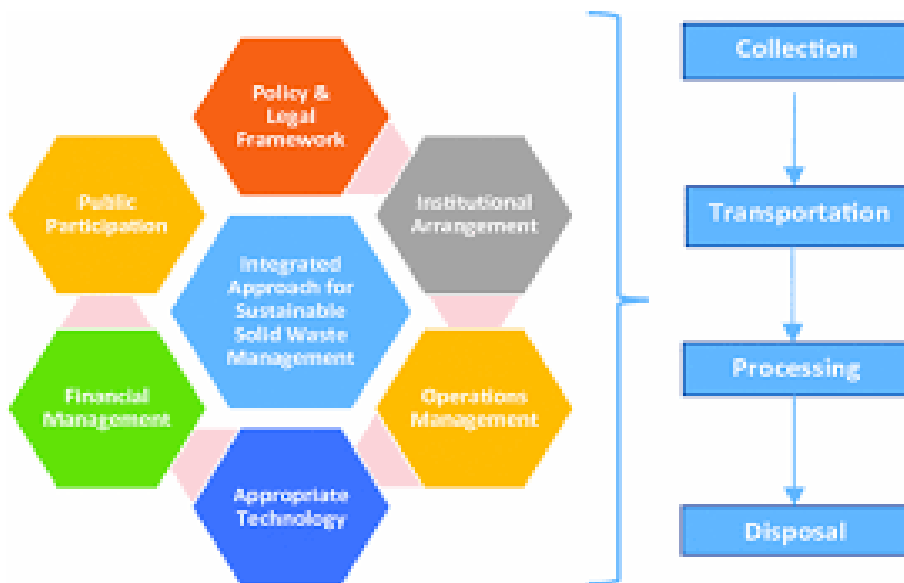 Policy &
Legal
Framework
Public
Participation
Institutional
Arrangement
Integrated
Approach for
Sustainable
Solid Waste
Management
Financial
Management
Operations
Management
Appropriate
Technology
Collection
Transportation
Processing
Disposal